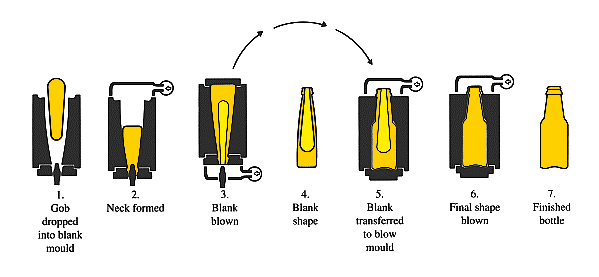 1.
Gob
dropped
into blank
mould
2.
Neck formed
3.
Blank
blown
4.
Blank
shape
5.
Blank
transferred
to blow
mould
6.
Final shape
blown
7.
Finished
bottle